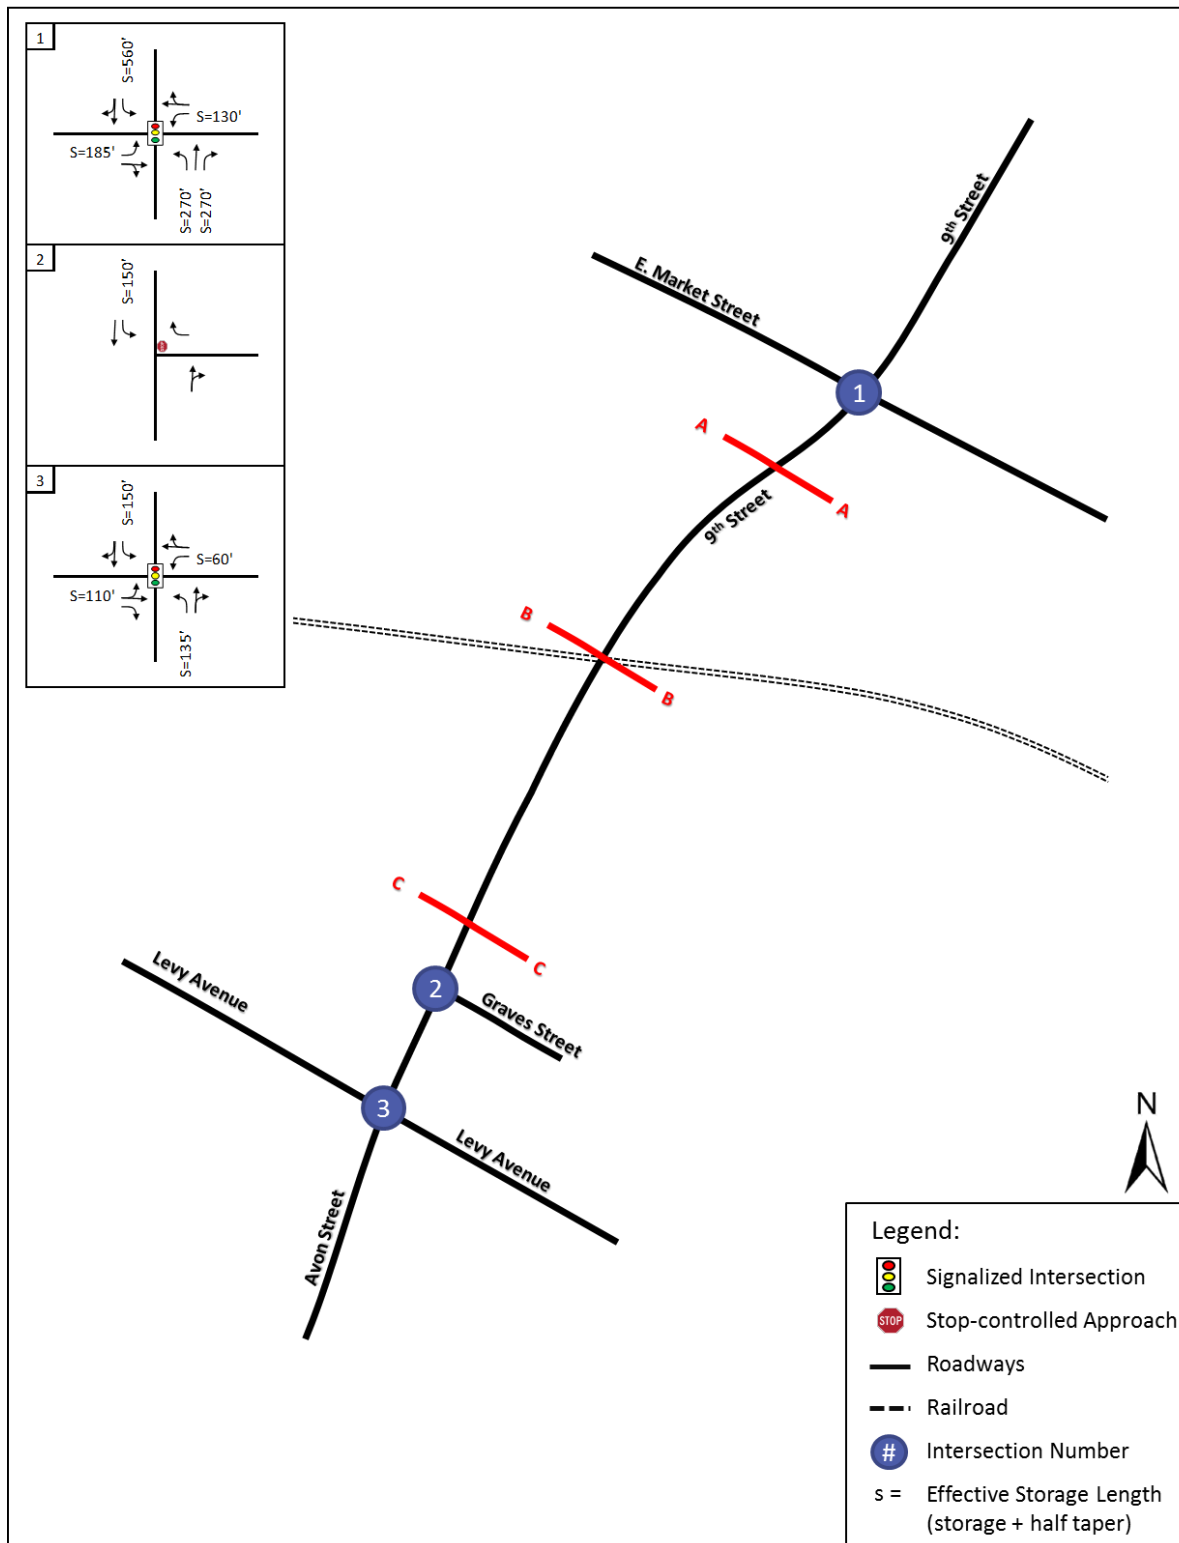 1
S=560'
S=130'
S=185'
S=270'
S=270'
2
S=150'
3
S=150'
S=60'
S=110'
S=135'
9th Street
E. Market Street
1
A
A
9th Street
B
B
C
C
Levy Avenue
2
Graves Street
3
Levy Avenue
Avon Street
N
Legend:
Signalized Intersection
STOP Stop-controlled Approach
Roadways
Railroad
# Intersection Number
s = Effective Storage Length
(storage + half taper)